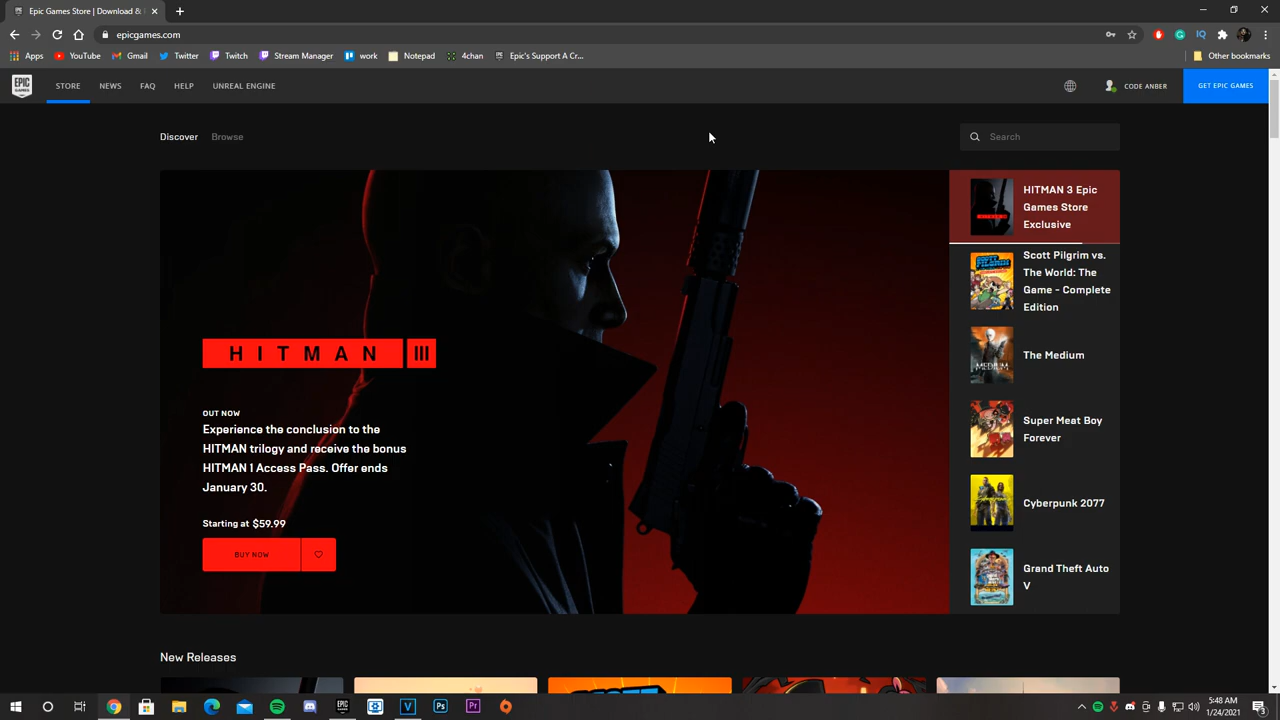 Epic Games Store | Download & P
epicgames.com
Apps
YouTube
Gmail
Twitter
Twitch
Stream Manager
work
Notepad
4chan
Epic's Support A Cr...
Other bookmarks
EPIC GAMES
STORE
NEWS
FAQ
HELP
UNREAL ENGINE
CODE ANBER
GET EPIC GAMES
Discover
Browse
Search
HITMAN III
OUT NOW
Experience the conclusion to the
HITMAN trilogy and receive the bonus
HITMAN 1 Access Pass. Offer ends
January 30.
Starting at $59.99
BUY NOW
HITMAN 3 Epic
Games Store
Exclusive
Scott Pilgrim vs.
The World: The
Game - Complete
Edition
The Medium
MEDIUM
Super Meat Boy
Forever
Cyberpunk 2077
Grand Theft Auto
V
New Releases
5:48 AM
1/24/2021